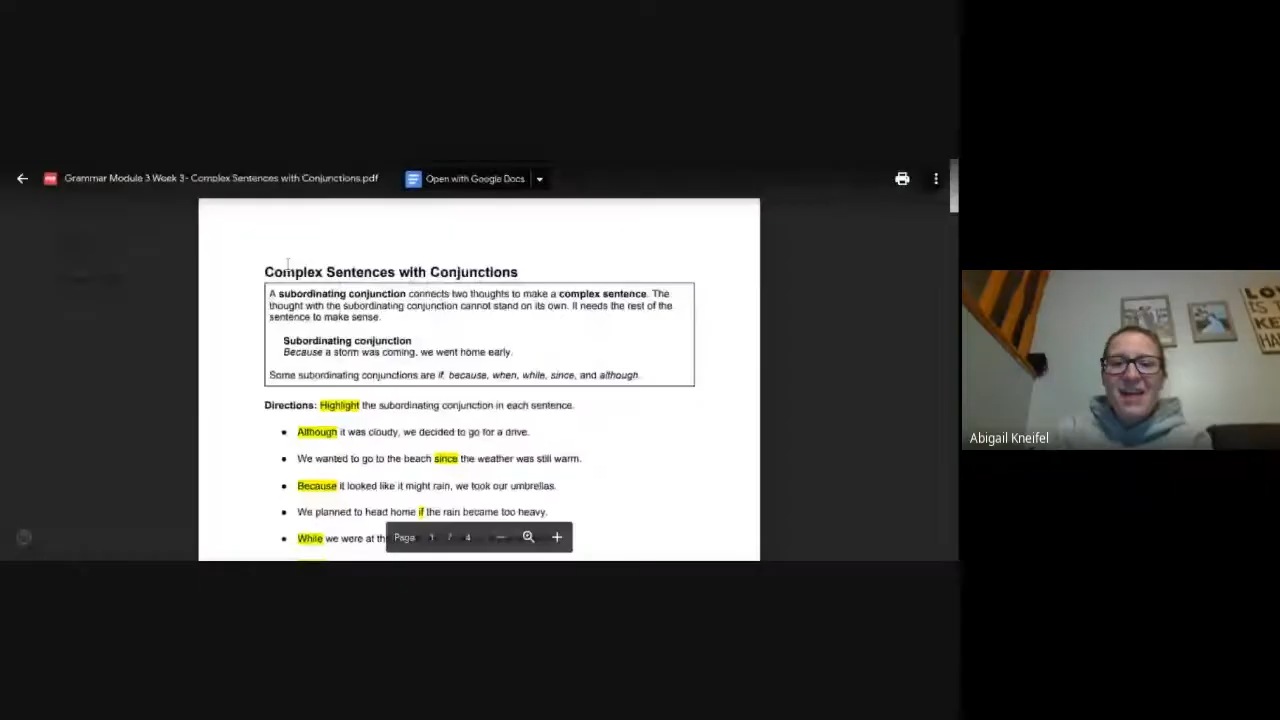 Grammar Module 3 Week 3- Complex Sentences with Conjunctions.pdf
Open with Google Docs
Complex Sentences with Conjunctions
A subordinating conjunction connects two thoughts to make a complex sentence. The
thought with the subordinating conjunction cannot stand on its own. It needs the rest of the
sentence to make sense.
Subordinating conjunction
Because a storm was coming, we went home early.
Some subordinating conjunctions are if, because, when, while, since, and although.
Directions: Highlight the subordinating conjunction in each sentence.
Although it was cloudy, we decided to go for a drive.
We wanted to go to the beach since the weather was still warm.
Because it looked like it might rain, we took our umbrellas.
We planned to head home if the rain became too heavy.
While we were at th
Page 1 / 4
LO
IS
KE
HA
Abigail Kneifel